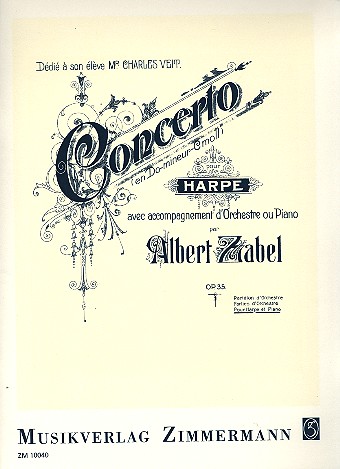 Dédié à son élève Mr CHARLES VEPP.
Concerto
(en Do-mineur-C moll)
POUR
HARPE
avec accompagnement d'Orchestre ou Piano
par
Albert Zabel
OP. 35.
Partition d'Orchestre
Parties d'Orchestre
Pour Harpe et Piano
MUSIKVERLAG ZIMMERMANN
ZM 10040